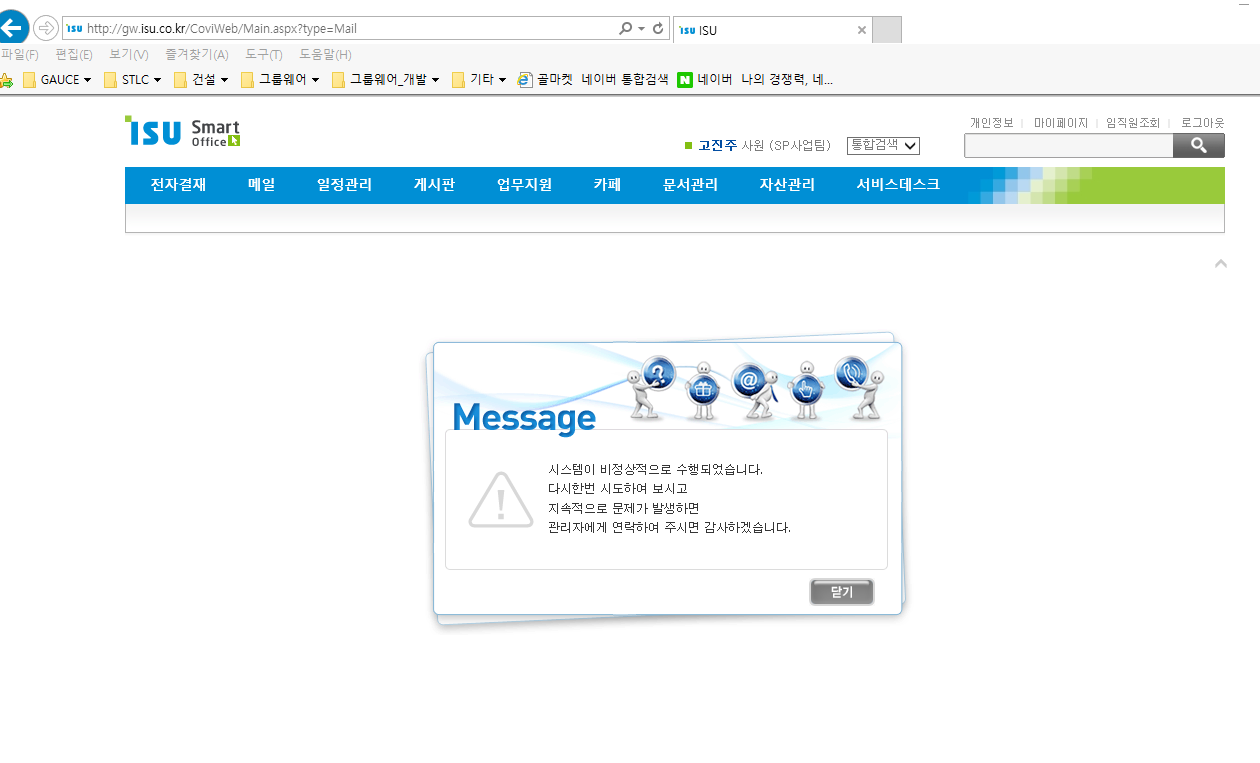 isu http://gw.isu.co.kr/CoviWeb/Main.aspx?type=Mail
isu ISU
파일(F) 편집(E) 보기(V) 즐겨찾기(A) 도구(T) 도움말(H)
GAUCE STLC 건설 그룹웨어 그룹웨어_개발 기타 골마켓 네이버 통합검색 N 네이버 나의 경쟁력, 네...
isu Smart Office
개인정보 | 마이페이지 | 임직원조회 | 로그아웃
고진주 사원 (SP사업팀) 통합검색
전자결재 메일 일정관리 게시판 업무지원 카페 문서관리 자산관리 서비스데스크
Message
시스템이 비정상적으로 수행되었습니다.
다시한번 시도하여 보시고
지속적으로 문제가 발생하면
관리자에게 연락하여 주시면 감사하겠습니다.
닫기